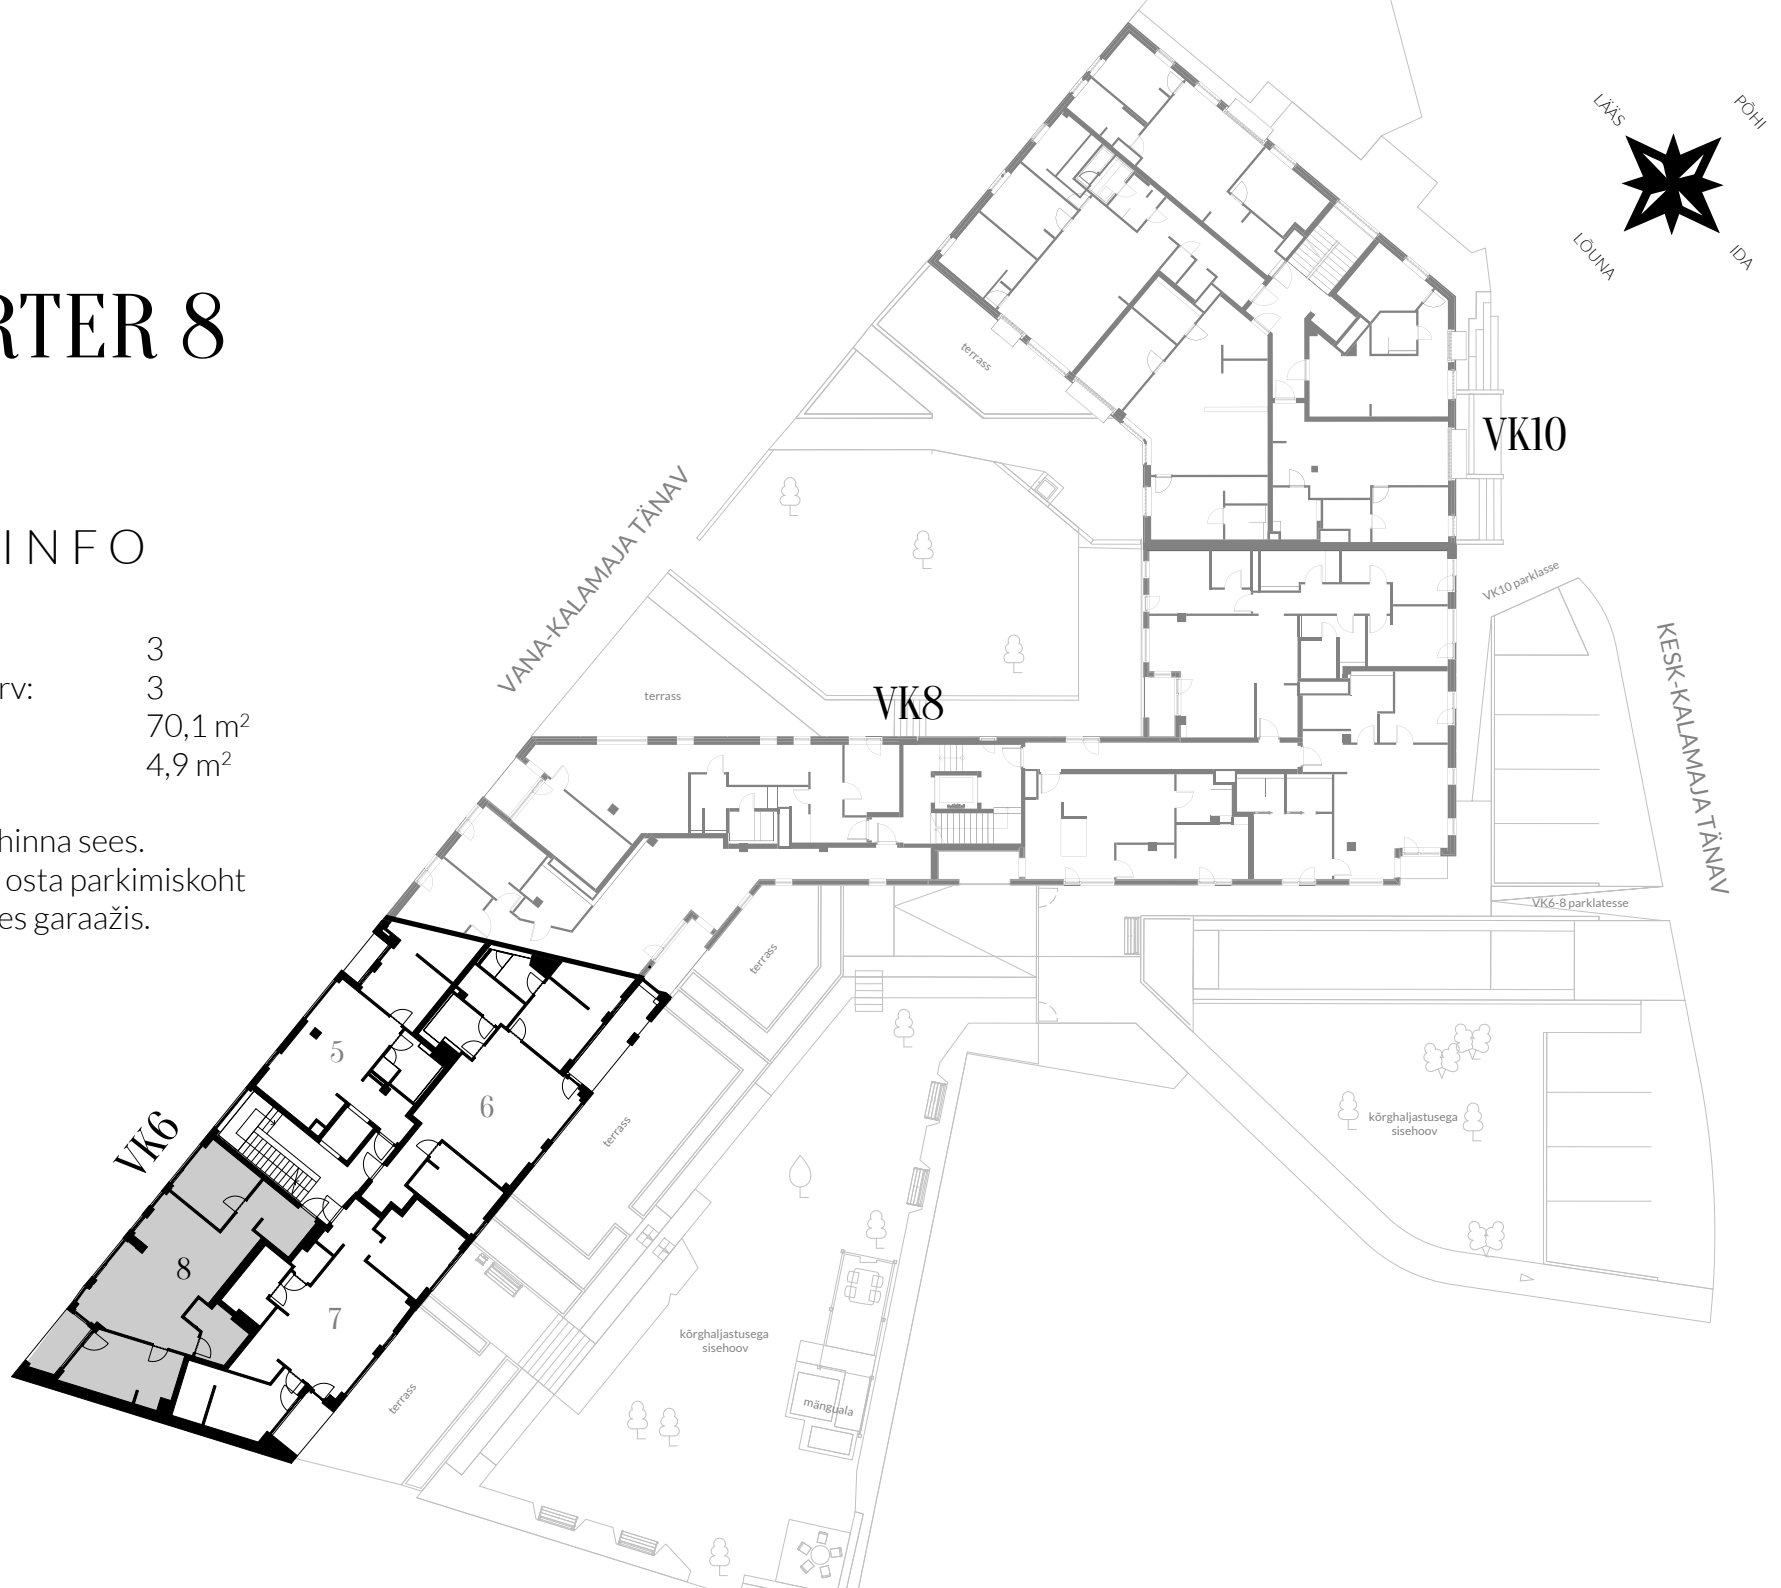 RTER 8
INFO
3
rv: 3
70,1 m²
4,9 m²
hinna sees.
osta parkimiskoht
es garaažis.
LÄÄS
PÕHI
LÕUNA
IDA
VK10
VANA-KALAMAJA TÄNAV
KESK-KALAMAJA TÄNAV
VK10 parklasse
terrass
terrass
VK8
VK6-8 parklatesse
terrass
5
6
VK6
terrass
kõrghaljastusega
sisehoov
8
7
kõrghaljastusega
sisehoov
terrass
mänguala